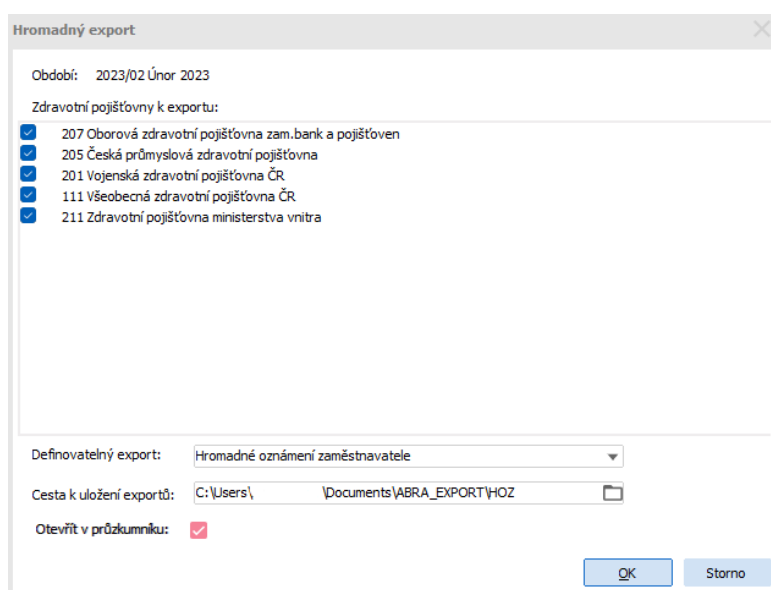 Hromadný export
Období: 2023/02 Únor 2023
Zdravotní pojišťovny k exportu:
207 Oborová zdravotní pojišťovna zam.bank a pojišťoven
205 Česká průmyslová zdravotní pojišťovna
201 Vojenská zdravotní pojišťovna ČR
111 Všeobecná zdravotní pojišťovna ČR
211 Zdravotní pojišťovna ministerstva vnitra
Definovatelný export: Hromadné oznámení zaměstnavatele
Cesta k uložení exportů: C:\Users\ \Documents\ABRA_EXPORT\HOZ
Otevřít v průzkumníku:
OK Storno